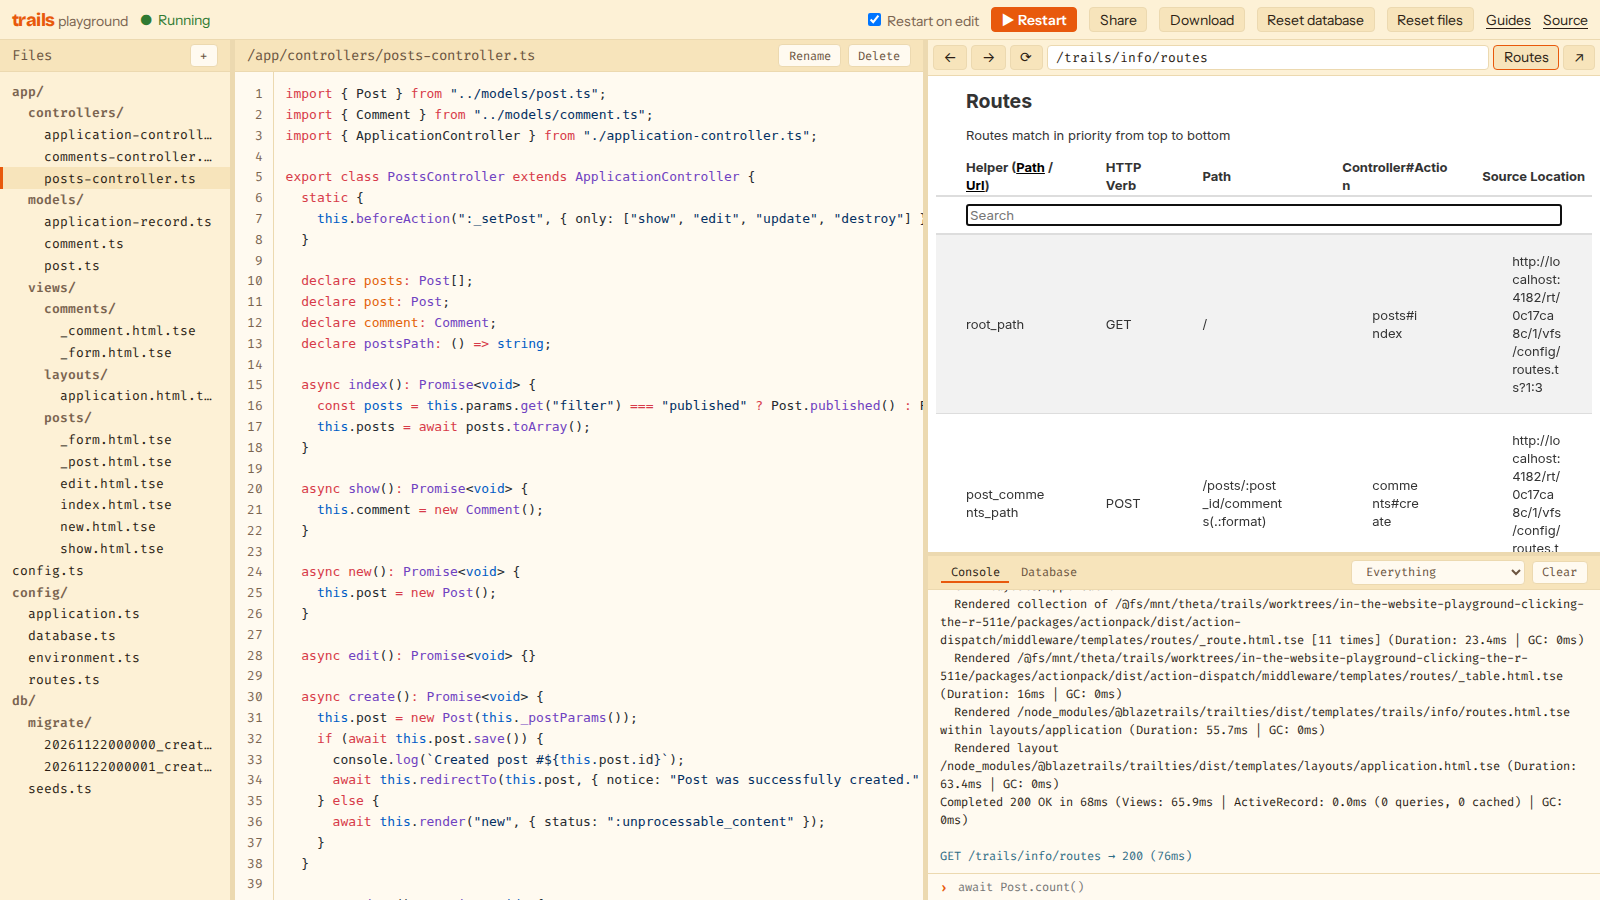 trails playground ● Running
Restart on edit ▶ Restart Share Download Reset database Reset files Guides Source
Files +
app/
controllers/
application-controll…
comments-controller.…
posts-controller.ts
models/
application-record.ts
comment.ts
post.ts
views/
comments/
_comment.html.tse
_form.html.tse
layouts/
application.html.t…
posts/
_form.html.tse
_post.html.tse
edit.html.tse
index.html.tse
new.html.tse
show.html.tse
config.ts
config/
application.ts
database.ts
environment.ts
routes.ts
db/
migrate/
20261122000000_creat…
20261122000001_creat…
seeds.ts
/app/controllers/posts-controller.ts Rename Delete
1 import { Post } from "../models/post.ts";
2 import { Comment } from "../models/comment.ts";
3 import { ApplicationController } from "./application-controller.ts";
4
5 export class PostsController extends ApplicationController {
6 static {
7 this.beforeAction(":_setPost", { only: ["show", "edit", "update", "destroy"] }
8 }
9
10 declare posts: Post[];
11 declare post: Post;
12 declare comment: Comment;
13 declare postsPath: () => string;
14
15 async index(): Promise<void> {
16 const posts = this.params.get("filter") === "published" ? Post.published() :
17 this.posts = await posts.toArray();
18 }
19
20 async show(): Promise<void> {
21 this.comment = new Comment();
22 }
23
24 async new(): Promise<void> {
25 this.post = new Post();
26 }
27
28 async edit(): Promise<void> {}
29
30 async create(): Promise<void> {
31 this.post = new Post(this._postParams());
32 if (await this.post.save()) {
33 console.log(`Created post #${this.post.id}`);
34 await this.redirectTo(this.post, { notice: "Post was successfully created."
35 } else {
36 await this.render("new", { status: ":unprocessable_content" });
37 }
38 }
39
← → ⟳ /trails/info/routes Routes ↗
Routes
Routes match in priority from top to bottom
Helper (Path / Url) HTTP Verb Path Controller#Action Source Location
Search
root_path GET / posts#index http://localhost:4182/rt/0c17ca8c/1/vfs/config/routes.ts?1:3
post_comments_path POST /posts/:post_id/comments(.:format) comments#create http://localhost:4182/rt/0c17ca8c/1/vfs/config/routes.t
Console Database Everything Clear
Rendered collection of /@fs/mnt/theta/trails/worktrees/in-the-website-playground-clicking-
the-r-511e/packages/actionpack/dist/action-
dispatch/middleware/templates/routes/_route.html.tse [11 times] (Duration: 23.4ms | GC: 0ms)
Rendered /@fs/mnt/theta/trails/worktrees/in-the-website-playground-clicking-the-r-
511e/packages/actionpack/dist/action-dispatch/middleware/templates/routes/_table.html.tse
(Duration: 16ms | GC: 0ms)
Rendered /node_modules/@blazetrails/trailties/dist/templates/trails/info/routes.html.tse
within layouts/application (Duration: 55.7ms | GC: 0ms)
Rendered layout
/node_modules/@blazetrails/trailties/dist/templates/layouts/application.html.tse (Duration:
63.4ms | GC: 0ms)
Completed 200 OK in 68ms (Views: 65.9ms | ActiveRecord: 0.0ms (0 queries, 0 cached) | GC:
0ms)
GET /trails/info/routes → 200 (76ms)
› await Post.count()